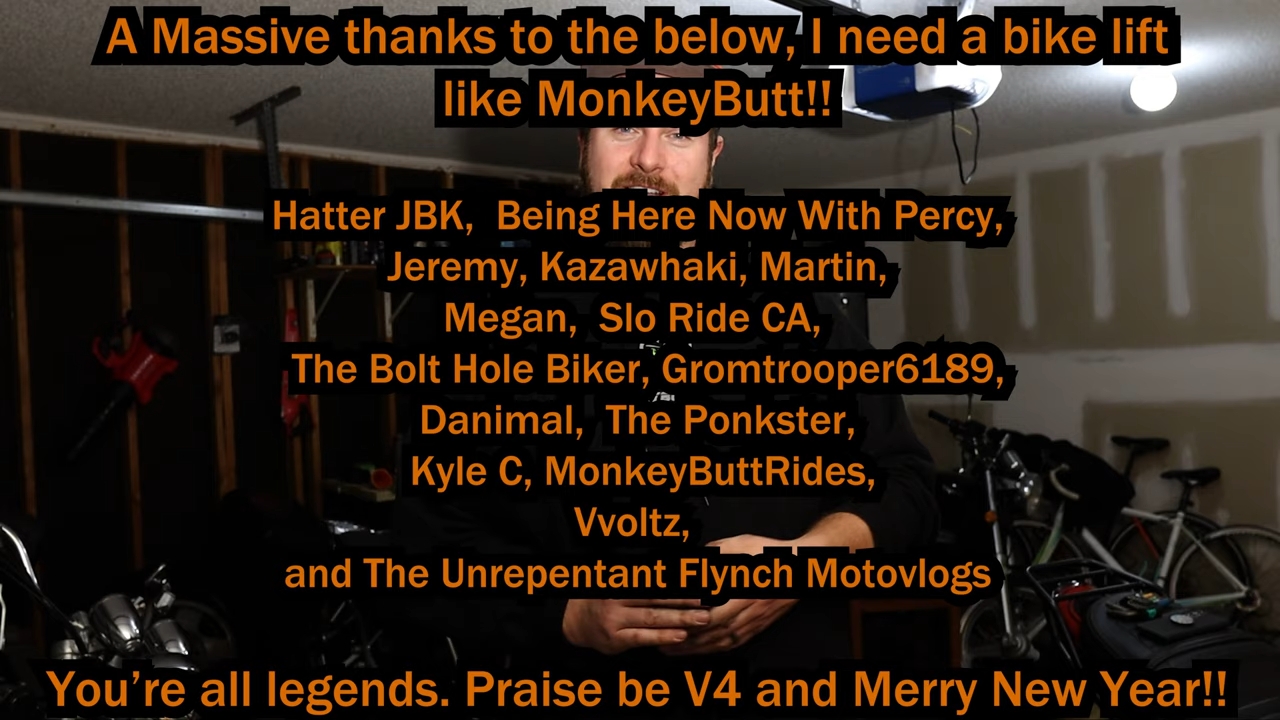 A Massive thanks to the below, I need a bike lift
like MonkeyButt!!
Hatter JBK, Being Here Now With Percy,
Jeremy, Kazawhaki, Martin,
Megan, Slo Ride CA,
The Bolt Hole Biker, Gromtrooper6189,
Danimal, The Ponkster,
Kyle C, MonkeyButtRides,
Vvoltz,
and The Unrepentant Flynch Motovlogs
You're all legends. Praise be V4 and Merry New Year!!